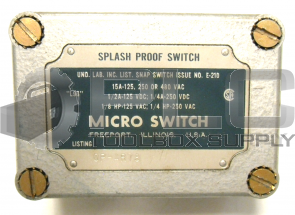 SPLASH PROOF SWITCH
UND. LAB. INC. LIST. SNAP SWITCH ISSUE NO. E-218
15A-125, 250 OR 460 VAC
1/2A-125 VDC; 1/4A-250 VDC
1/8 HP-125 VAC, 1/4 HP-250 VAC
MICRO SWITCH
FREEPORT, ILLINOIS, U.S.A.
LISTING
TOOLBOX SUPPLY